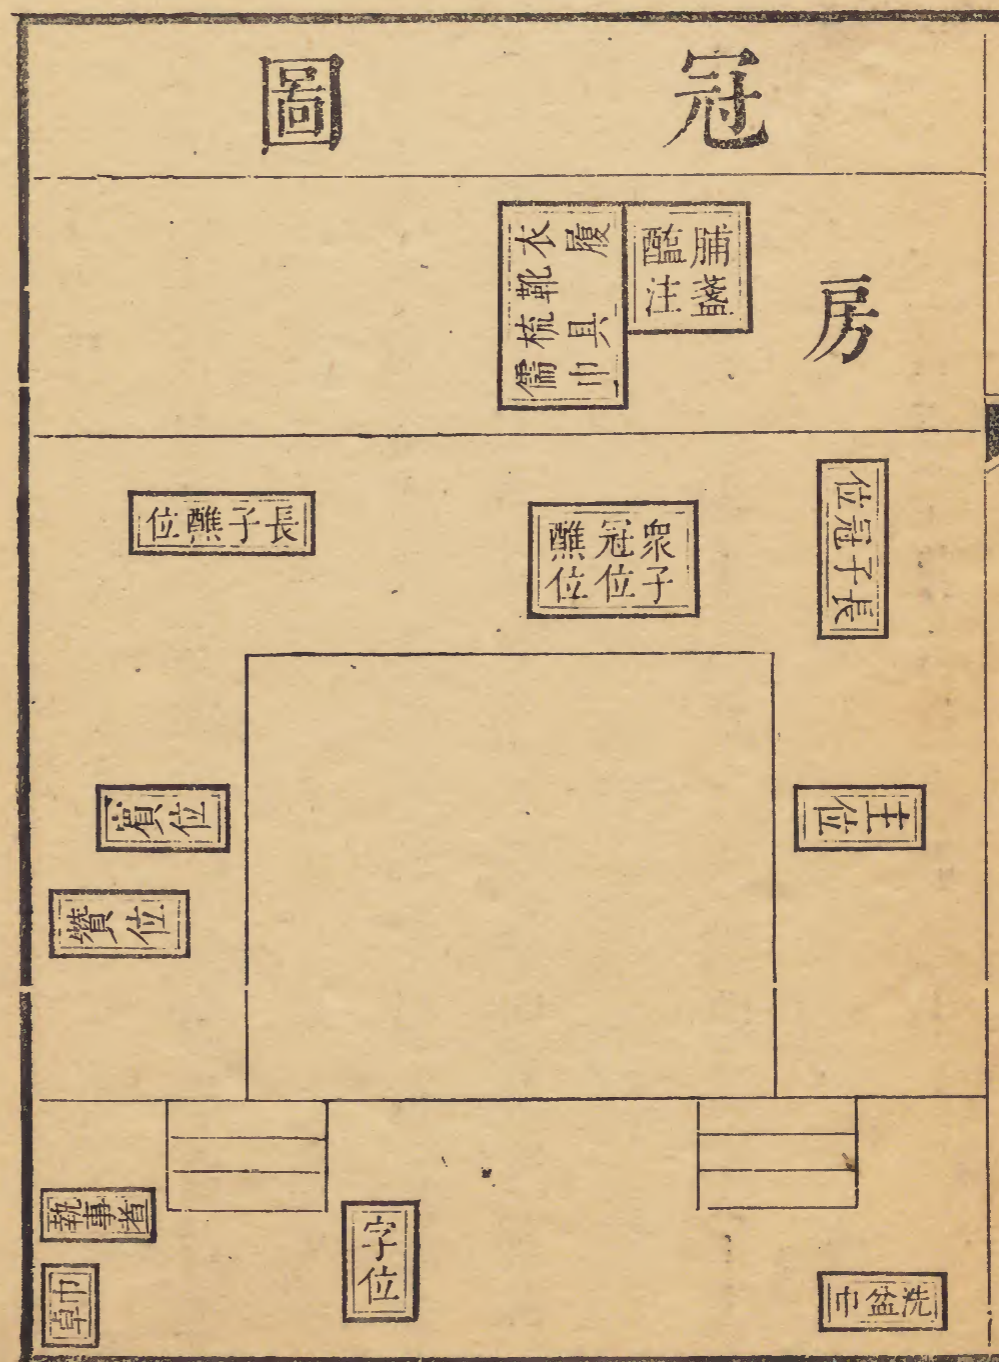 冠圖
房
脯盞
醢注
衣履
靴
梳具
儒巾
長子冠位
眾子
冠位
醮位
長子醮位
主位
賓位
贊位
字位
洗盆巾
執事者
巾卓